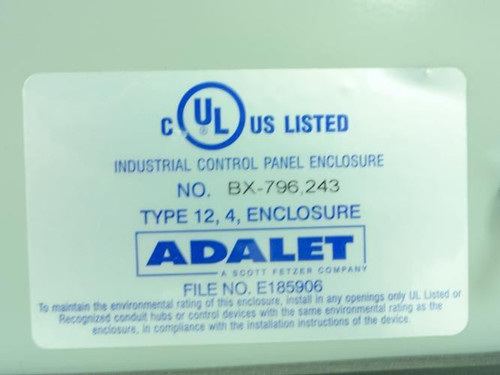 C UL ® US LISTED
INDUSTRIAL CONTROL PANEL ENCLOSURE
NO. BX-796,243
TYPE 12, 4, ENCLOSURE
ADALET
A SCOTT FETZER COMPANY
FILE NO. E185906
To maintain the environmental rating of this enclosure, install in any openings only UL Listed or
Recognized conduit hubs or control devices with the same environmental rating as the
enclosure, in compliance with the installation instructions of the device.